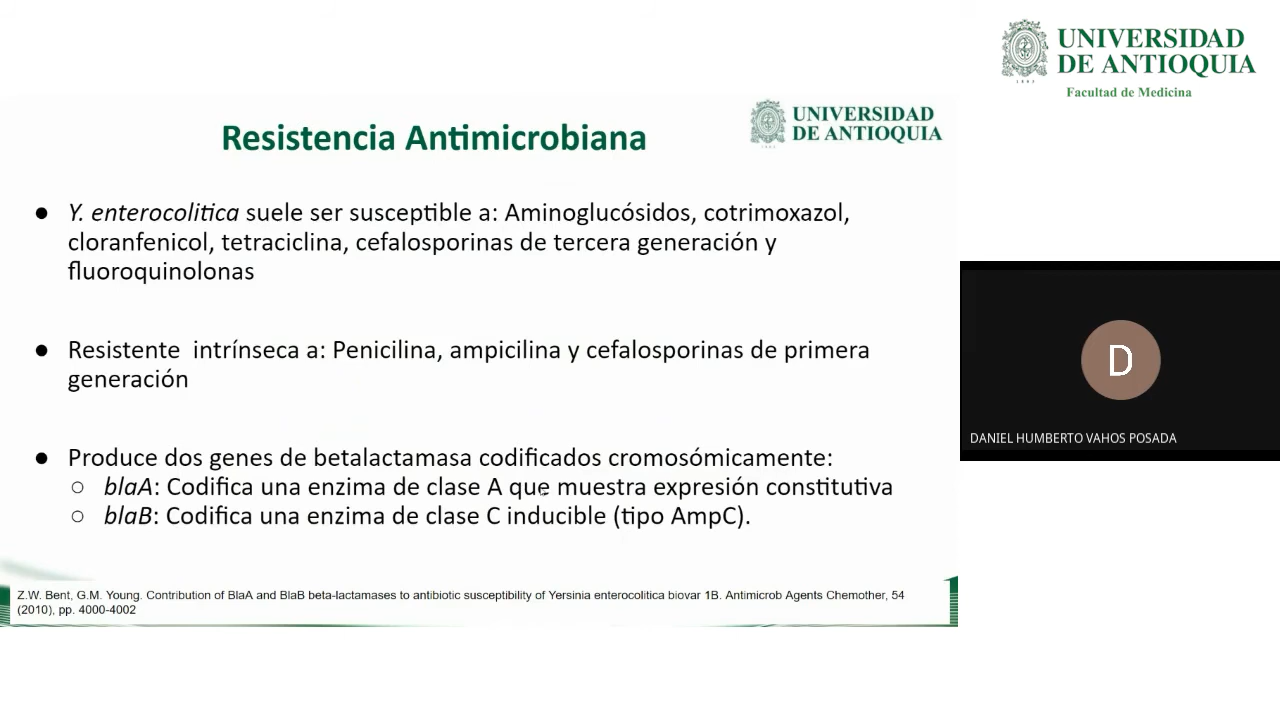 UNIVERSIDAD
DE ANTIOQUIA
Facultad de Medicina
UNIVERSIDAD
DE ANTIOQUIA
Resistencia Antimicrobiana
● Y. enterocolitica suele ser susceptible a: Aminoglucósidos, cotrimoxazol,
cloranfenicol, tetraciclina, cefalosporinas de tercera generación y
fluoroquinolonas
● Resistente  intrínseca a: Penicilina, ampicilina y cefalosporinas de primera
generación
● Produce dos genes de betalactamasa codificados cromosómicamente:
○ blaA: Codifica una enzima de clase A que muestra expresión constitutiva
○ blaB: Codifica una enzima de clase C inducible (tipo AmpC).
Z.W. Bent, G.M. Young. Contribution of BlaA and BlaB beta-lactamases to antibiotic susceptibility of Yersinia enterocolitica biovar 1B. Antimicrob Agents Chemother, 54
(2010), pp. 4000-4002
D
DANIEL HUMBERTO VAHOS POSADA